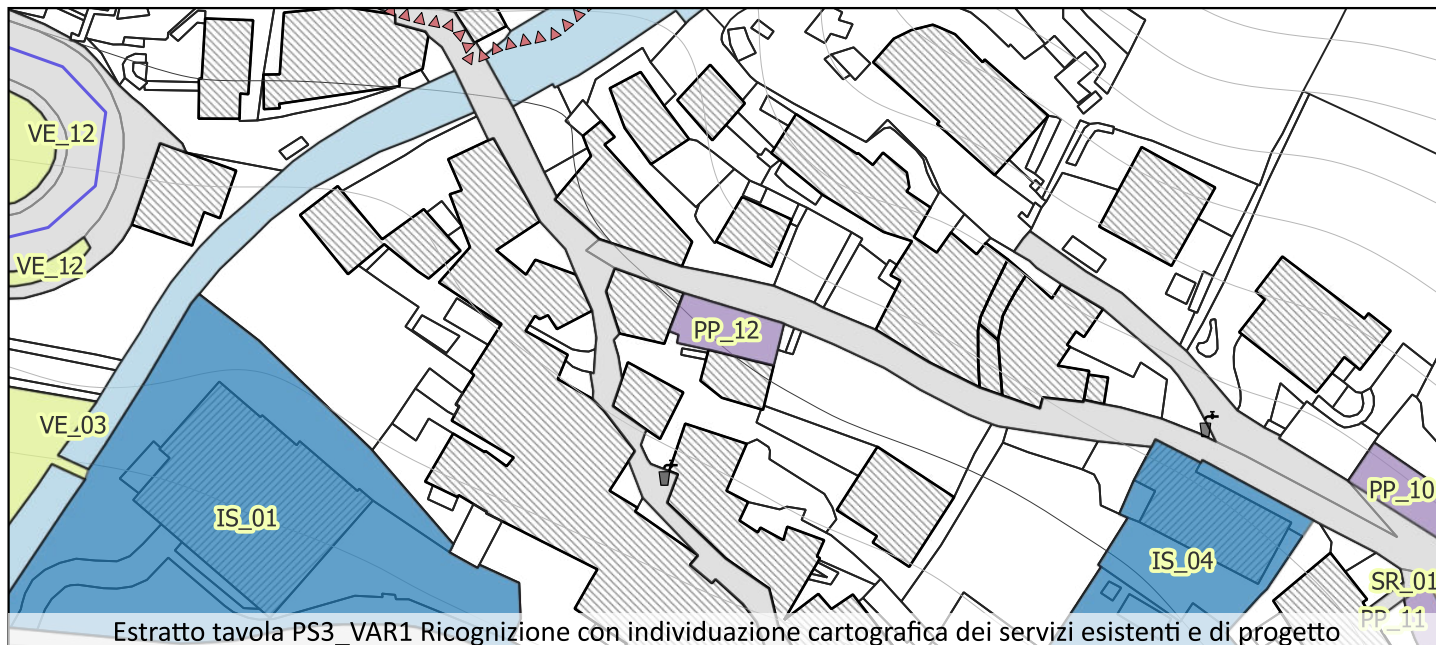 VE_12
VE_12
PP_12
VE_03
PP_10
IS_01
IS_04
SR_01
PP_11
Estratto tavola PS3_VAR1 Ricognizione con individuazione cartografica dei servizi esistenti e di progetto